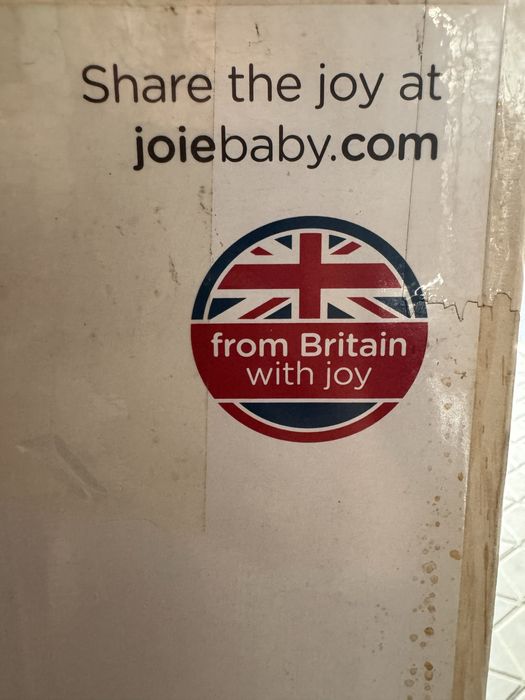 Share the joy at
joiebaby.com
from Britain
with joy